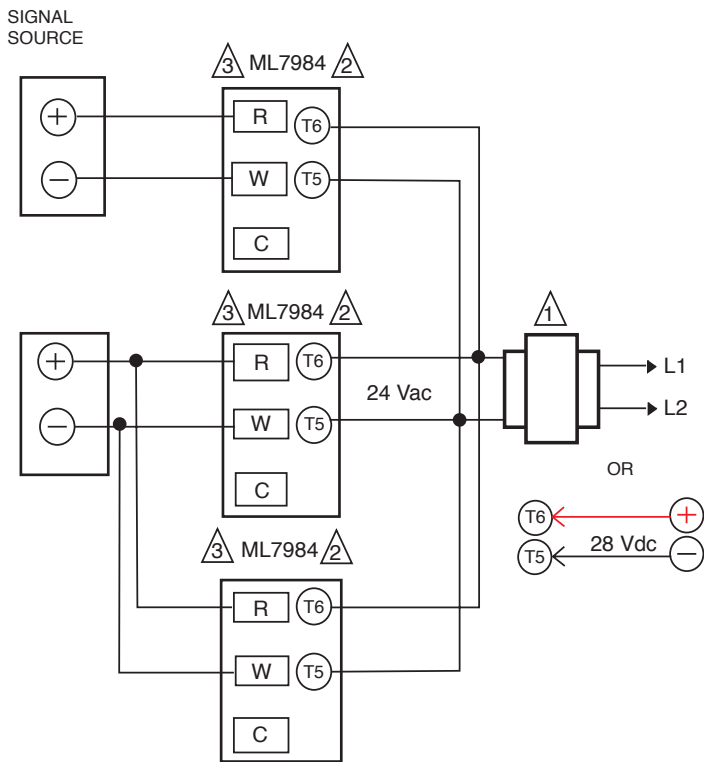 SIGNAL
SOURCE
3 ML7984 2
+ R T6
− W T5
C
3 ML7984 2
1
+ R T6
24 Vac
L1
− W T5
L2
C
OR
T6 +
T5 28 Vdc −
3 ML7984 2
R T6
W T5
C